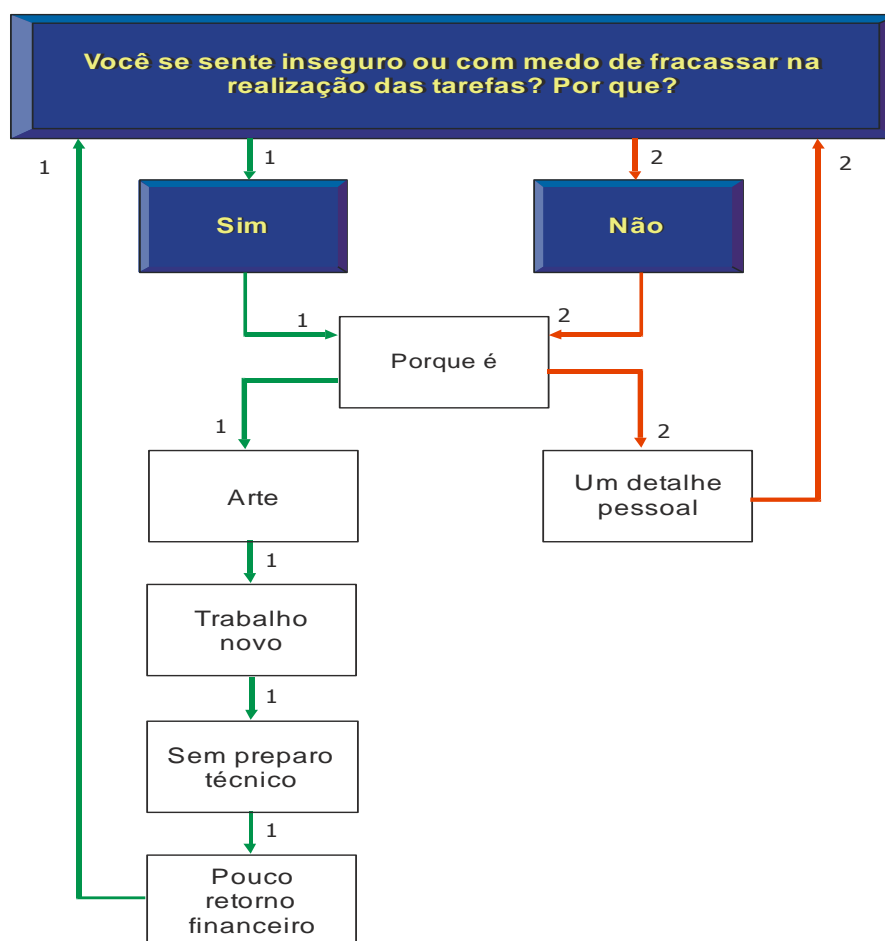 Você se sente inseguro ou com medo de fracassar na
realização das tarefas? Por que?
1
1
2
2
Sim
Não
1
2
Porque é
1
2
Arte
Um detalhe
pessoal
1
Trabalho
novo
1
Sem preparo
técnico
1
Pouco
retorno
financeiro